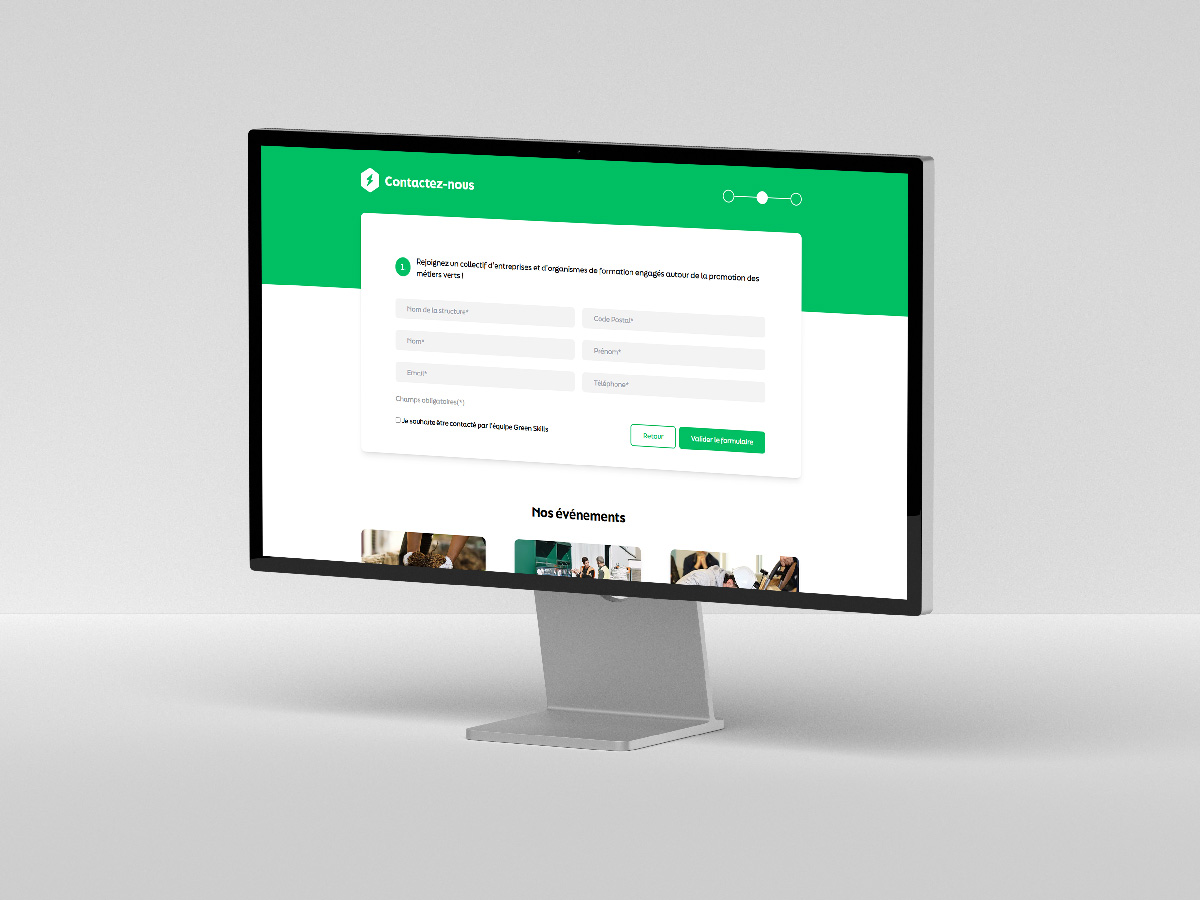 Contactez-nous
1
Rejoignez un collectif d'entreprises et d'organismes de formation engagés autour de la promotion des
métiers verts !
Nom de la structure*
Code Postal*
Nom*
Prénom*
Email*
Téléphone*
Champs obligatoires(*)
Je souhaite être contacté par l'équipe Green Skills
Retour
Valider le formulaire
Nos événements